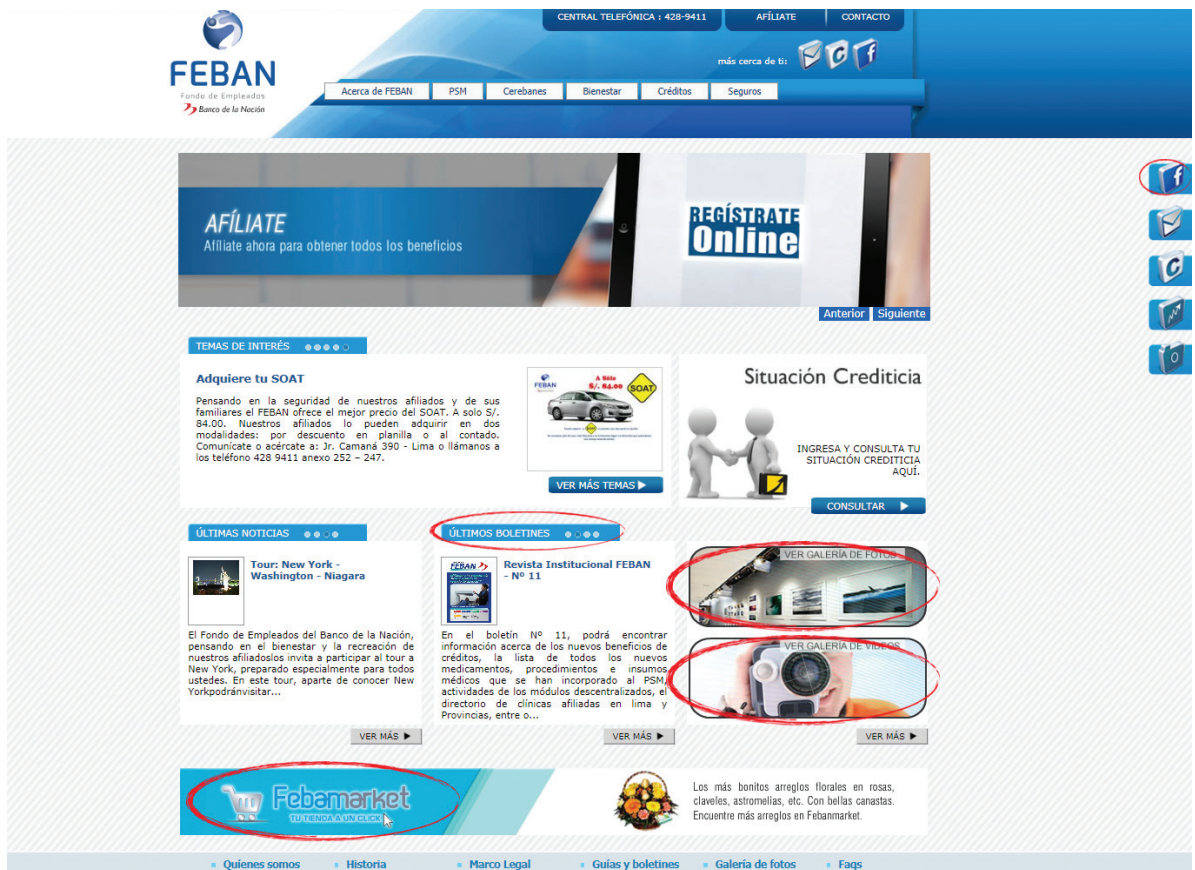 CENTRAL TELEFÓNICA : 428-9411
AFÍLIATE
CONTACTO
más cerca de ti:
FEBAN
Fondo de Empleados
Banco de la Nación
Acerca de FEBAN
PSM
Cerebanes
Bienestar
Créditos
Seguros
AFÍLIATE
Afíliate ahora para obtener todos los beneficios
REGÍSTRATE
Online
Anterior
Siguiente
TEMAS DE INTERÉS
Adquiere tu SOAT
Pensando en la seguridad de nuestros afiliados y de sus
familiares el FEBAN ofrece el mejor precio del SOAT. A solo S/.
84.00. Nuestros afiliados lo pueden adquirir en dos
modalidades: por descuento en planilla o al contado.
Comunícate o acércate a: Jr. Camaná 390 - Lima o llámanos a
los teléfono 428 9411 anexo 252 – 247.
FEBAN
A Sólo
S/. 84.00
SOAT
VER MÁS TEMAS
Situación Crediticia
INGRESA Y CONSULTA TU
SITUACIÓN CREDITICIA
AQUÍ.
CONSULTAR
ÚLTIMAS NOTICIAS
Tour: New York -
Washington - Niagara
El Fondo de Empleados del Banco de la Nación,
pensando en el bienestar y la recreación de
nuestros afiliadoslos invita a participar al tour a
New York, preparado especialmente para todos
ustedes. En este tour, aparte de conocer New
Yorkpodránvisitar...
VER MÁS
ÚLTIMOS BOLETINES
FEBAN
Revista Institucional FEBAN
- Nº 11
En el boletín Nº 11, podrá encontrar
información acerca de los nuevos beneficios de
créditos, la lista de todos los nuevos
medicamentos, procedimientos e insumos
médicos que se han incorporado al PSM,
actividades de los módulos descentralizados, el
directorio de clínicas afiliadas en lima y
Provincias, entre o...
VER MÁS
VER GALERÍA DE FOTOS
VER GALERÍA DE VIDEOS
VER MÁS
Febamarket
TU TIENDA A UN CLICK
Los más bonitos arreglos florales en rosas,
claveles, astromelias, etc. Con bellas canastas.
Encuentre más arreglos en Febanmarket.
Quíenes somos
Historia
Marco Legal
Guías y boletines
Galería de fotos
Faqs